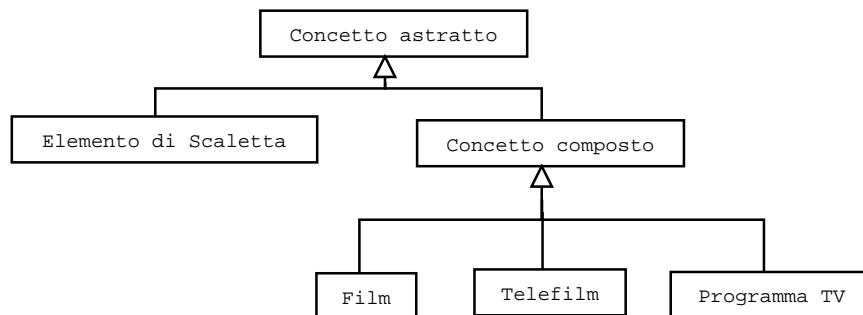 Concetto astratto
Elemento di Scaletta
Concetto composto
Film
Telefilm
Programma TV